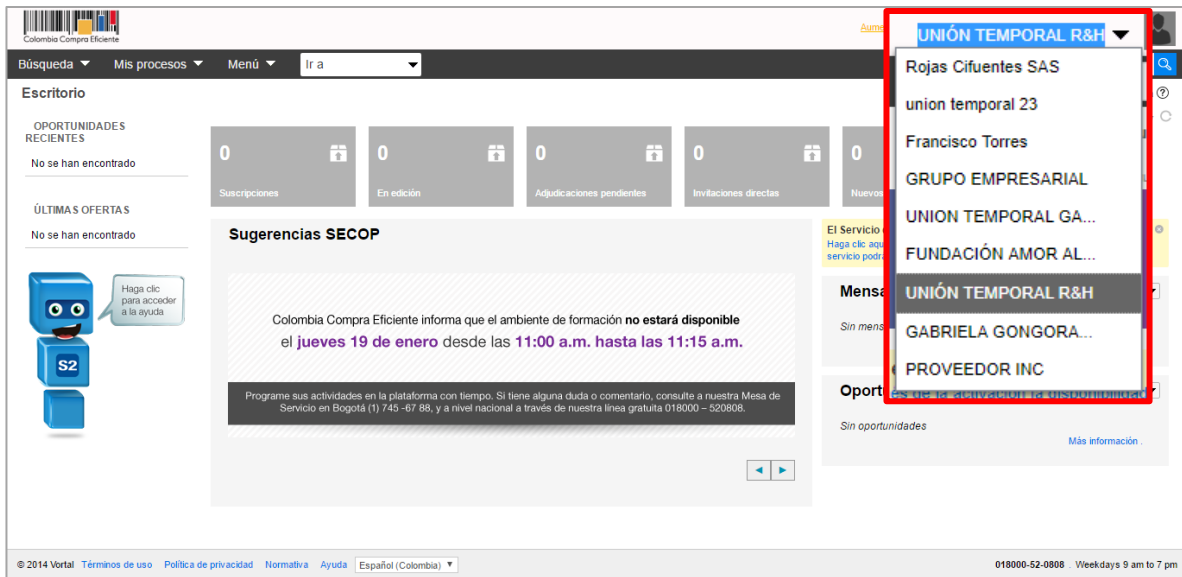 Colombia Compra Eficiente
UNIÓN TEMPORAL R&H
Búsqueda
Mis procesos
Menú
Ir a
Rojas Cifuentes SAS
union temporal 23
Francisco Torres
GRUPO EMPRESARIAL
UNION TEMPORAL GA...
FUNDACIÓN AMOR AL...
UNIÓN TEMPORAL R&H
GABRIELA GONGORA...
PROVEEDOR INC
Escritorio
OPORTUNIDADES
RECIENTES
No se han encontrado
ÚLTIMAS OFERTAS
No se han encontrado
Haga clic
para acceder
a la ayuda
S2
0
Suscripciones
0
En edición
0
Adjudicaciones pendientes
0
Invitaciones directas
0
Nuevos
Sugerencias SECOP
Colombia Compra Eficiente informa que el ambiente de formación no estará disponible
el jueves 19 de enero desde las 11:00 a.m. hasta las 11:15 a.m.
Programe sus actividades en la plataforma con tiempo. Si tiene alguna duda o comentario, consulte a nuestra Mesa de
Servicio en Bogotá (1) 745 -67 88, y a nivel nacional a través de nuestra línea gratuita 018000 – 520808.
El Servicio
Haga clic
servicio
Sin oportunidades
Más información .
© 2014 Vortal Términos de uso Política de privacidad Normativa Ayuda Español (Colombia)
018000-52-0808 . Weekdays 9 am to 7 pm